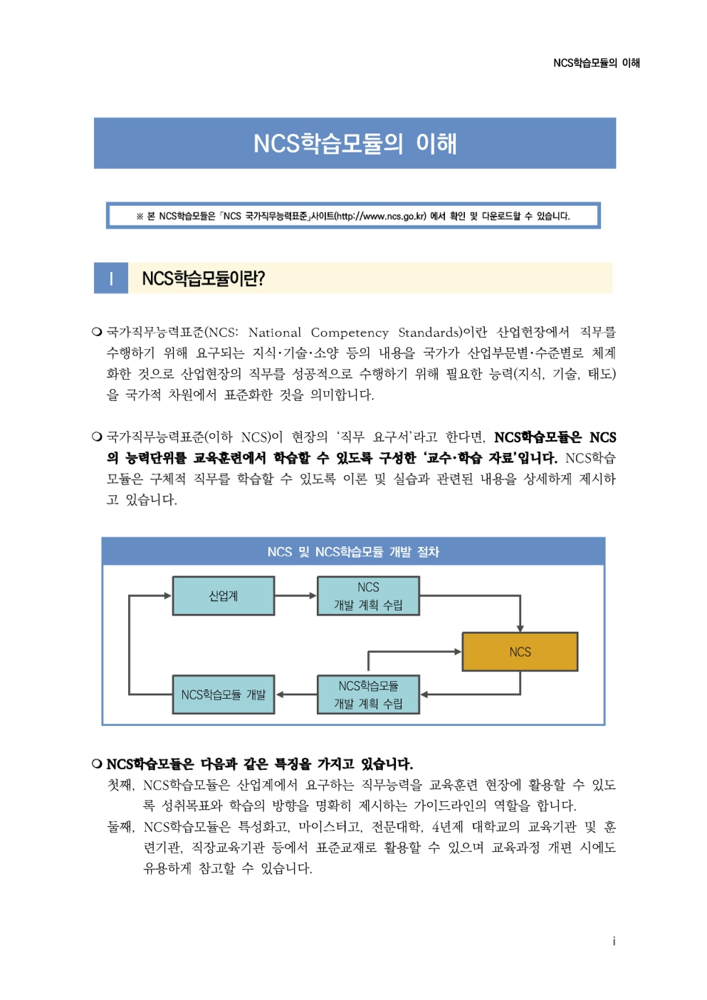 NCS학습모듈의 이해
NCS학습모듈의 이해
※ 본 NCS학습모듈은 「NCS 국가직무능력표준」사이트(http://www.ncs.go.kr) 에서 확인 및 다운로드할 수 있습니다.
Ⅰ NCS학습모듈이란?
❍ 국가직무능력표준(NCS: National Competency Standards)이란 산업현장에서 직무를
수행하기 위해 요구되는 지식·기술·소양 등의 내용을 국가가 산업부문별·수준별로 체계
화한 것으로 산업현장의 직무를 성공적으로 수행하기 위해 필요한 능력(지식, 기술, 태도)
을 국가적 차원에서 표준화한 것을 의미합니다.
❍ 국가직무능력표준(이하 NCS)이 현장의 ‘직무 요구서’라고 한다면, NCS학습모듈은 NCS
의 능력단위를 교육훈련에서 학습할 수 있도록 구성한 ‘교수·학습 자료’입니다. NCS학습
모듈은 구체적 직무를 학습할 수 있도록 이론 및 실습과 관련된 내용을 상세하게 제시하
고 있습니다.
NCS 및 NCS학습모듈 개발 절차
산업계
NCS
개발 계획 수립
NCS
NCS학습모듈
개발 계획 수립
NCS학습모듈 개발
❍ NCS학습모듈은 다음과 같은 특징을 가지고 있습니다.
첫째, NCS학습모듈은 산업계에서 요구하는 직무능력을 교육훈련 현장에 활용할 수 있도
록 성취목표와 학습의 방향을 명확히 제시하는 가이드라인의 역할을 합니다.
둘째, NCS학습모듈은 특성화고, 마이스터고, 전문대학, 4년제 대학교의 교육기관 및 훈
련기관, 직장교육기관 등에서 표준교재로 활용할 수 있으며 교육과정 개편 시에도
유용하게 참고할 수 있습니다.
i